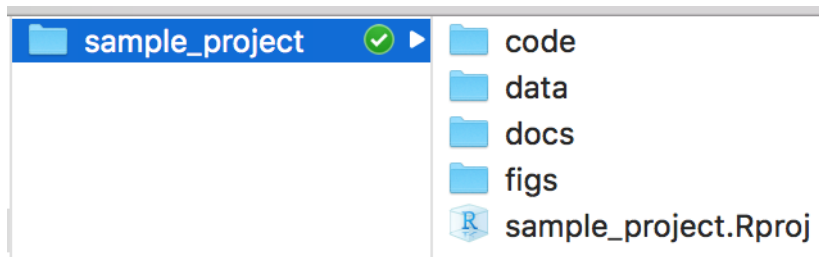 sample_project
code
data
docs
figs
sample_project.Rproj